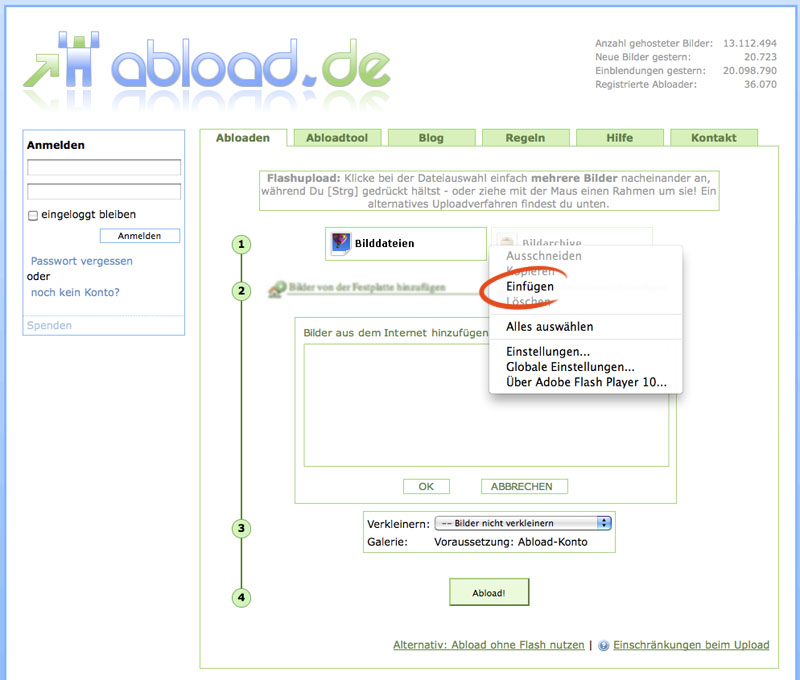 abload.de
Anzahl gehosteter Bilder: 13.112.494
Neue Bilder gestern: 20.723
Einblendungen gestern: 20.098.790
Registrierte Abloader: 36.070
Anmelden
eingeloggt bleiben
Anmelden
Passwort vergessen
oder
noch kein Konto?
Spenden
Abloaden Abloadtool Blog Regeln Hilfe Kontakt
Flashupload: Klicke bei der Dateiauswahl einfach mehrere Bilder nacheinander an,
während Du [Strg] gedrückt hältst - oder ziehe mit der Maus einen Rahmen um sie! Ein
alternatives Uploadverfahren findest du unten.
1 Bilddateien Bildarchive
2 Bilder von der Festplatte hinzufügen
Ausschneiden
Kopieren
Einfügen
Löschen
Alles auswählen
Einstellungen...
Globale Einstellungen...
Über Adobe Flash Player 10...
Bilder aus dem Internet hinzufügen
OK ABBRECHEN
3 Verkleinern: -- Bilder nicht verkleinern
Galerie: Voraussetzung: Abload-Konto
4 Abload!
Alternativ: Abload ohne Flash nutzen | Einschränkungen beim Upload